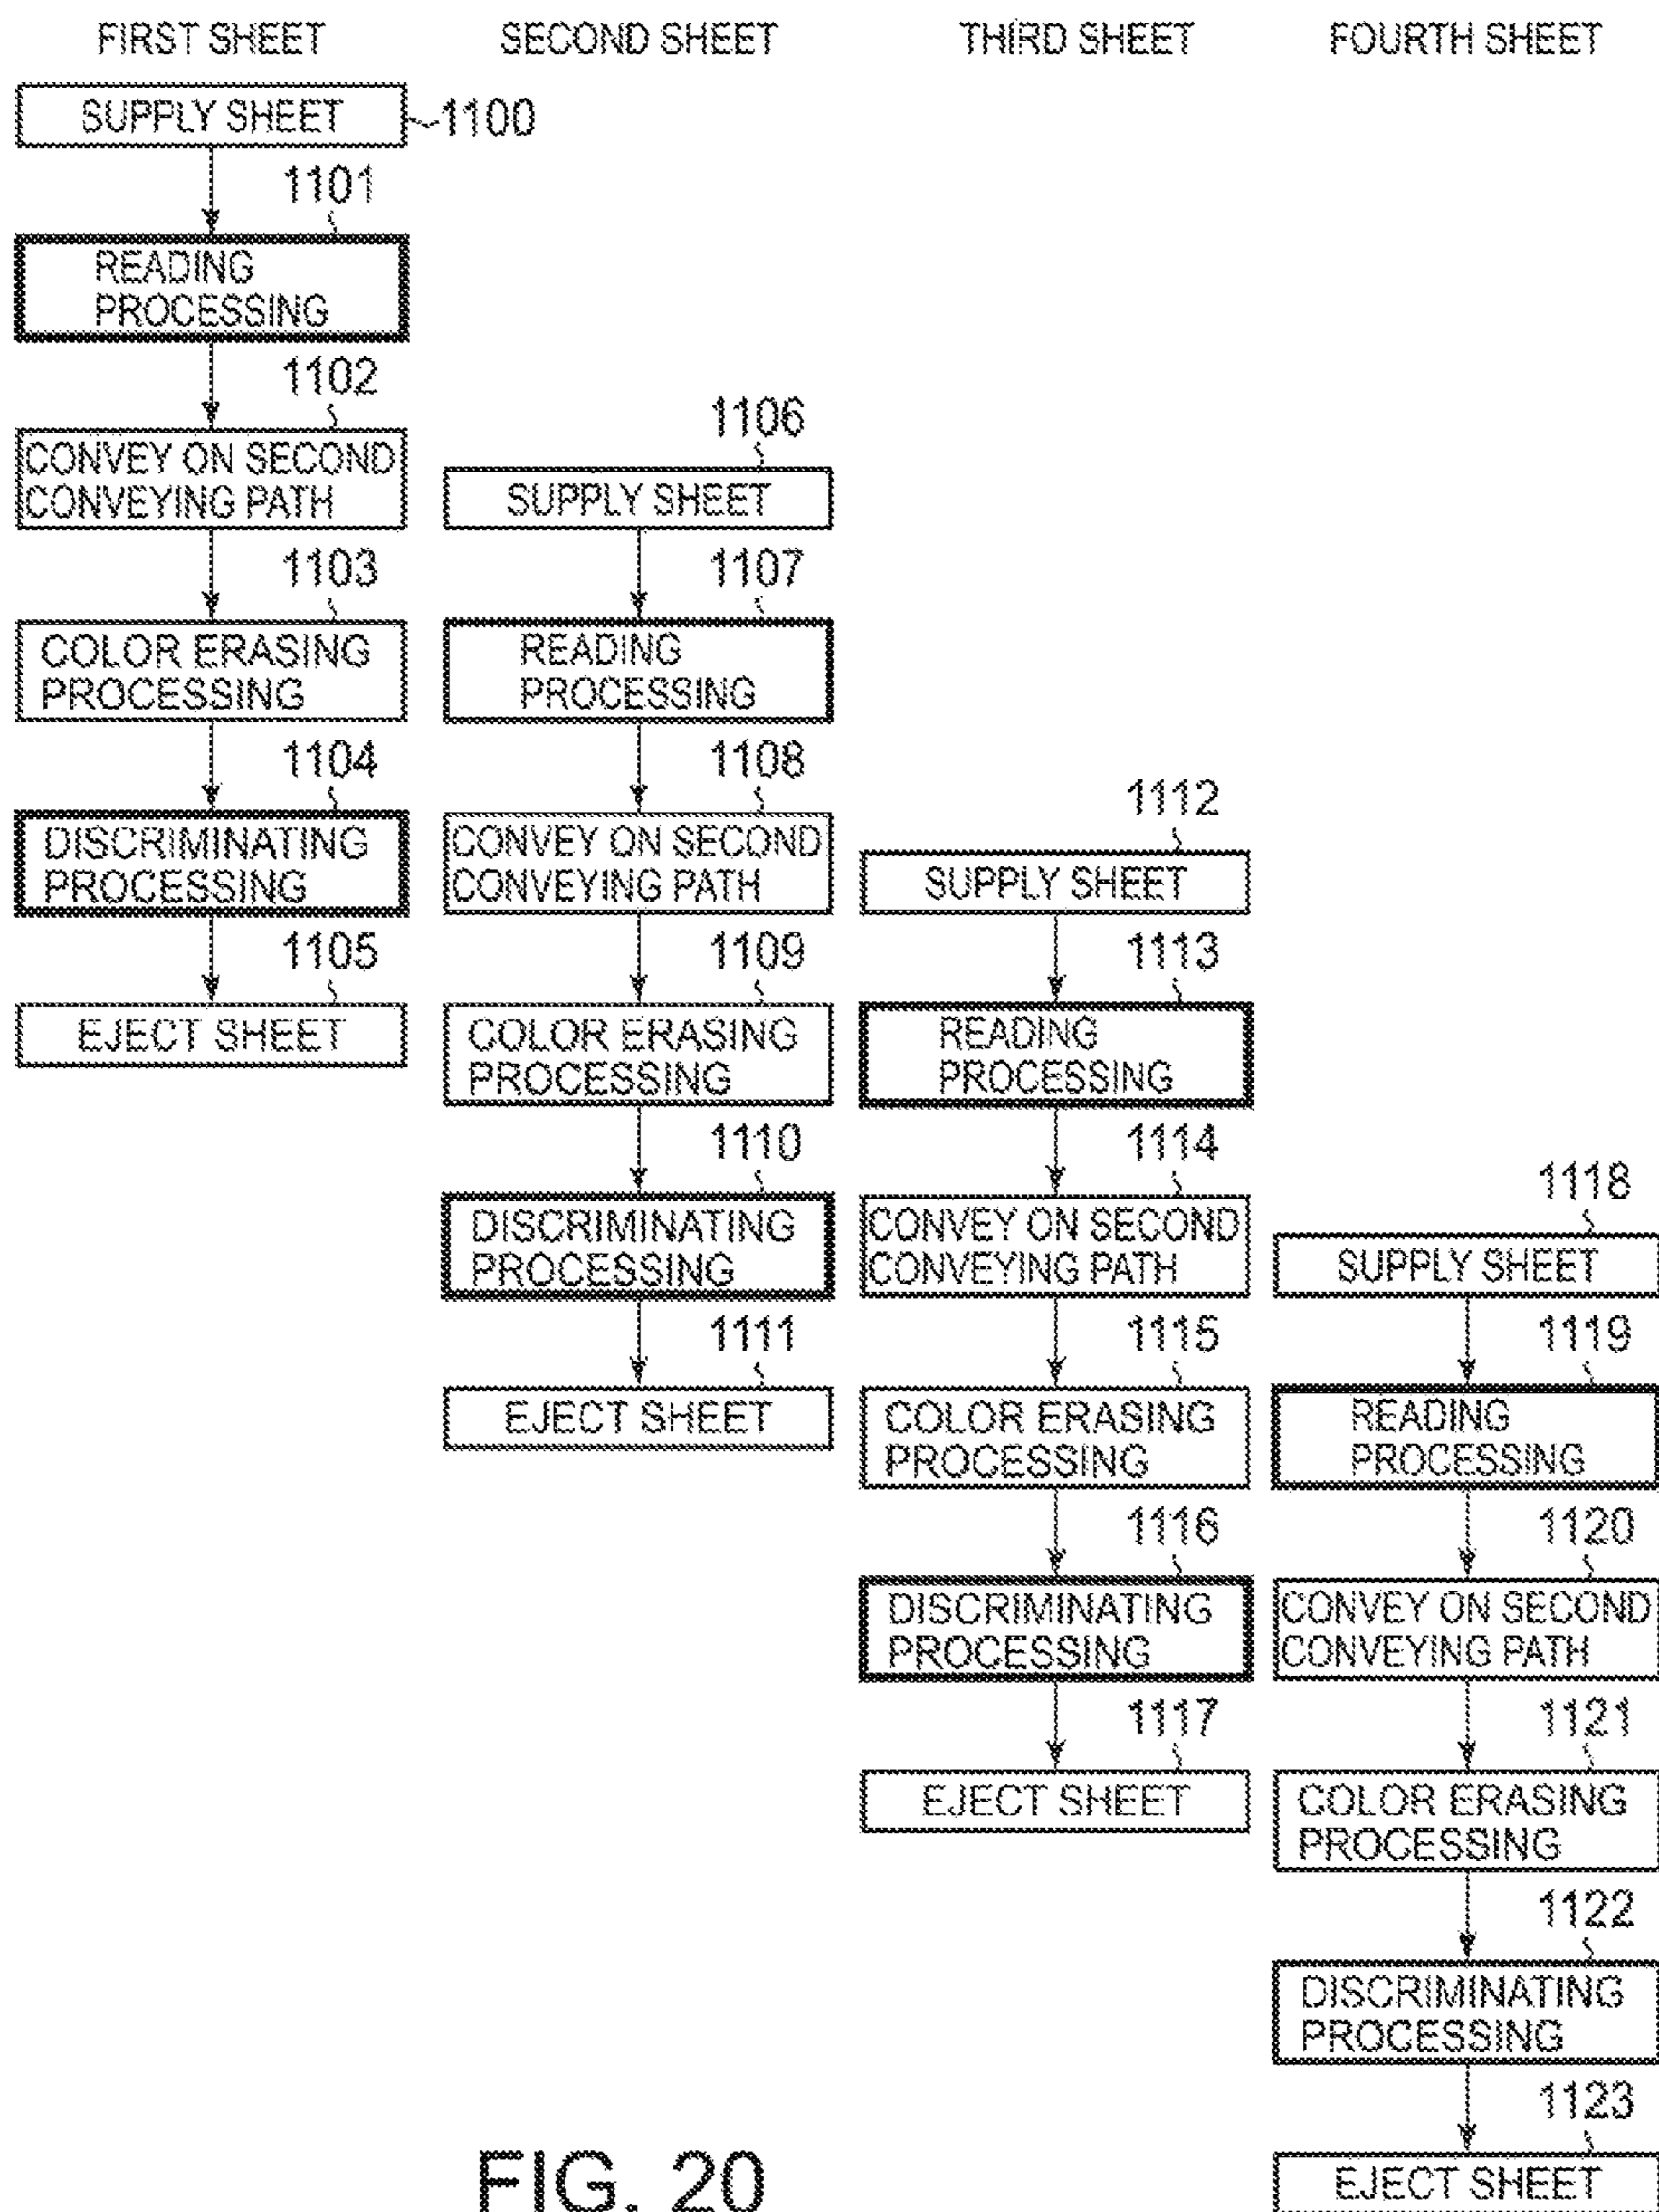 FIRST SHEET
SUPPLY SHEET
1100
1101
READING
PROCESSING
1102
CONVEY ON SECOND
CONVEYING PATH
1103
COLOR ERASING
PROCESSING
1104
DISCRIMINATING
PROCESSING
1105
EJECT SHEET
SECOND SHEET
1106
SUPPLY SHEET
1107
READING
PROCESSING
1108
CONVEY ON SECOND
CONVEYING PATH
1109
COLOR ERASING
PROCESSING
1110
DISCRIMINATING
PROCESSING
1111
EJECT SHEET
THIRD SHEET
1112
SUPPLY SHEET
1113
READING
PROCESSING
1114
CONVEY ON SECOND
CONVEYING PATH
1115
COLOR ERASING
PROCESSING
1116
DISCRIMINATING
PROCESSING
1117
EJECT SHEET
FOURTH SHEET
1118
SUPPLY SHEET
1119
READING
PROCESSING
1120
CONVEY ON SECOND
CONVEYING PATH
1121
COLOR ERASING
PROCESSING
1122
DISCRIMINATING
PROCESSING
1123
EJECT SHEET
FIG. 20